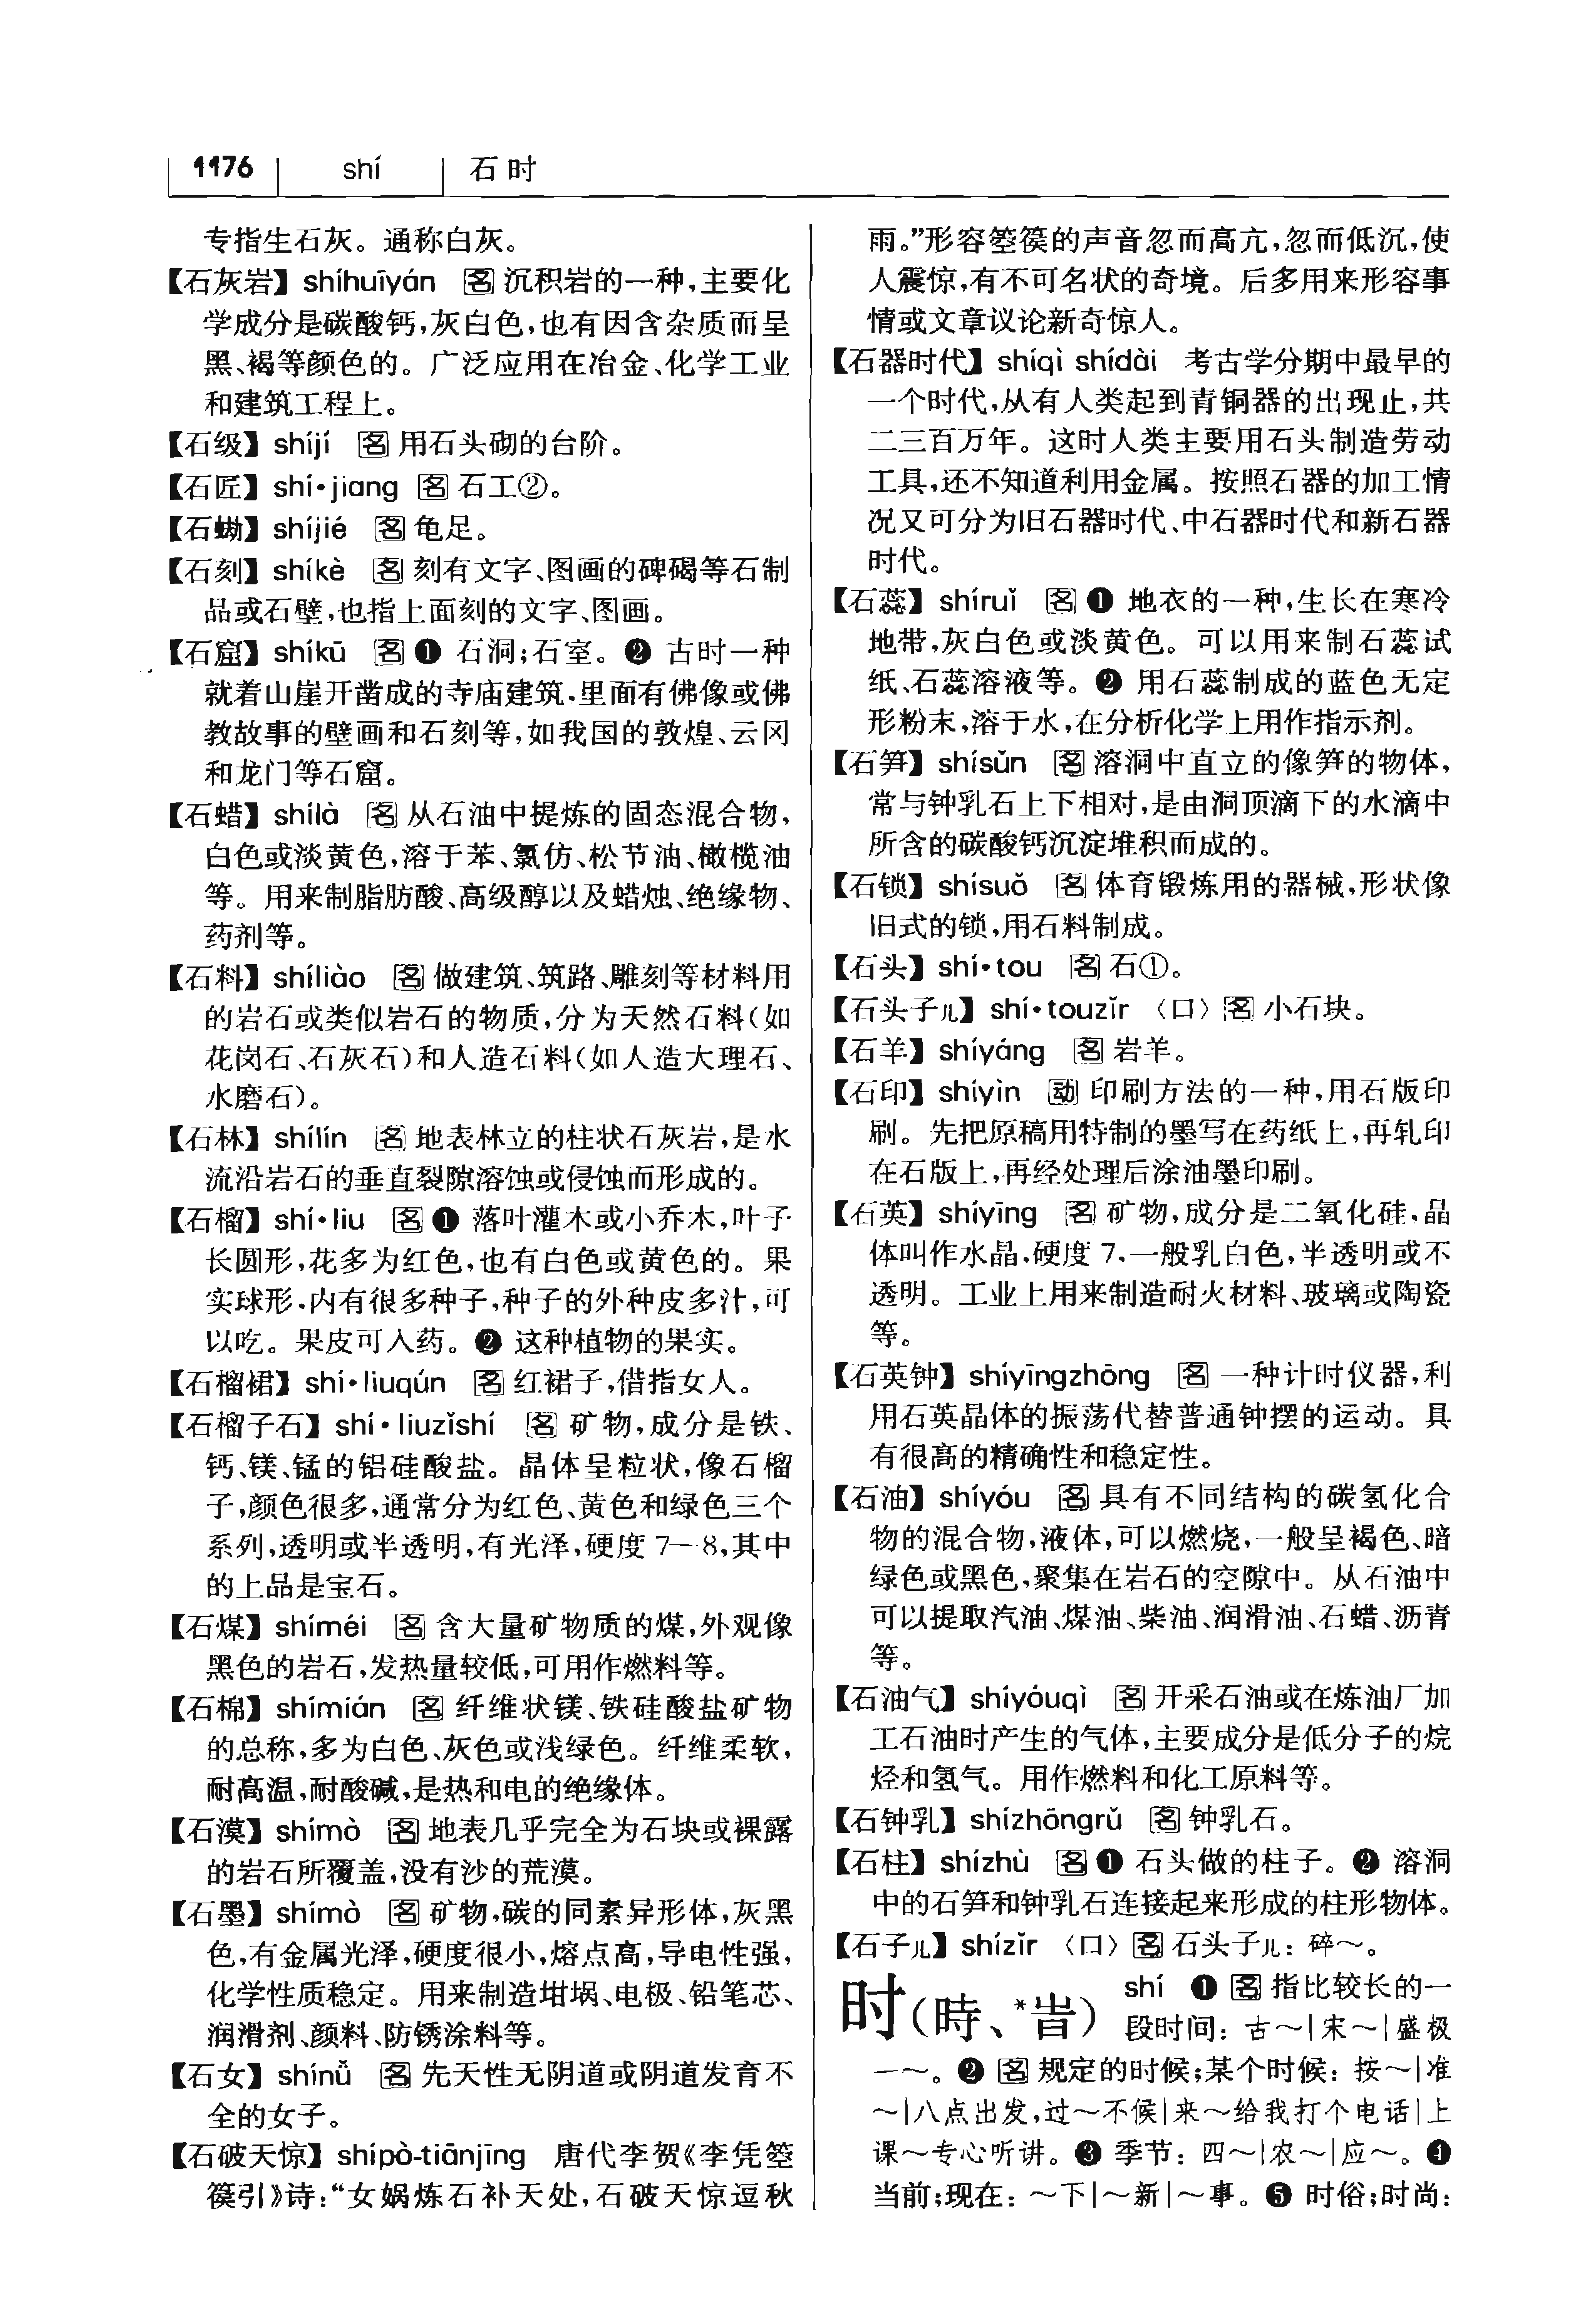 1176 shí 石时
专指生石灰。通称白灰。
【石灰岩】shíhuīyán 名 沉积岩的一种,主要化
学成分是碳酸钙,灰白色,也有因含杂质而呈
黑、褐等颜色的。广泛应用在冶金、化学工业
和建筑工程上。
【石级】shíjí 名 用石头砌的台阶。
【石匠】shí•jiang 名 石工②。
【石蜐】shíjié 名 龟足。
【石刻】shíkè 名 刻有文字、图画的碑碣等石制
品或石壁,也指上面刻的文字、图画。
【石窟】shíkū 名 ❶ 石洞;石室。❷ 古时一种
就着山崖开凿成的寺庙建筑,里面有佛像或佛
教故事的壁画和石刻等,如我国的敦煌、云冈
和龙门等石窟。
【石蜡】shílà 名 从石油中提炼的固态混合物,
白色或淡黄色,溶于苯、氯仿、松节油、橄榄油
等。用来制脂肪酸、高级醇以及蜡烛、绝缘物、
药剂等。
【石料】shíliào 名 做建筑、筑路、雕刻等材料用
的岩石或类似岩石的物质,分为天然石料(如
花岗石、石灰石)和人造石料(如人造大理石、
水磨石)。
【石林】shílín 名 地表林立的柱状石灰岩,是水
流沿岩石的垂直裂隙溶蚀或侵蚀而形成的。
【石榴】shí•liu 名 ❶ 落叶灌木或小乔木,叶子
长圆形,花多为红色,也有白色或黄色的。果
实球形,内有很多种子,种子的外种皮多汁,可
以吃。果皮可入药。❷ 这种植物的果实。
【石榴裙】shí•liuqún 名 红裙子,借指女人。
【石榴子石】shí•liuzǐshí 名 矿物,成分是铁、
钙、镁、锰的铝硅酸盐。晶体呈粒状,像石榴
子,颜色很多,通常分为红色、黄色和绿色三个
系列,透明或半透明,有光泽,硬度 7—8,其中
的上品是宝石。
【石煤】shíméi 名 含大量矿物质的煤,外观像
黑色的岩石,发热量较低,可用作燃料等。
【石棉】shímián 名 纤维状镁、铁硅酸盐矿物
的总称,多为白色、灰色或浅绿色。纤维柔软,
耐高温,耐酸碱,是热和电的绝缘体。
【石漠】shímò 名 地表几乎完全为石块或裸露
的岩石所覆盖,没有沙的荒漠。
【石墨】shímò 名 矿物,碳的同素异形体,灰黑
色,有金属光泽,硬度很小,熔点高,导电性强,
化学性质稳定。用来制造坩埚、电极、铅笔芯、
润滑剂、颜料、防锈涂料等。
【石女】shínǚ 名 先天性无阴道或阴道发育不
全的女子。
【石破天惊】shípò-tiānjīng 唐代李贺《李凭箜
篌引》诗:“女娲炼石补天处,石破天惊逗秋
雨。”形容箜篌的声音忽而高亢,忽而低沉,使
人震惊,有不可名状的奇境。后多用来形容事
情或文章议论新奇惊人。
【石器时代】shíqì shídài 考古学分期中最早的
一个时代,从有人类起到青铜器的出现止,共
二三百万年。这时人类主要用石头制造劳动
工具,还不知道利用金属。按照石器的加工情
况又可分为旧石器时代、中石器时代和新石器
时代。
【石蕊】shíruǐ 名 ❶ 地衣的一种,生长在寒冷
地带,灰白色或淡黄色。可以用来制石蕊试
纸、石蕊溶液等。❷ 用石蕊制成的蓝色无定
形粉末,溶于水,在分析化学上用作指示剂。
【石笋】shísǔn 名 溶洞中直立的像笋的物体,
常与钟乳石上下相对,是由洞顶滴下的水滴中
所含的碳酸钙沉淀堆积而成的。
【石锁】shísuǒ 名 体育锻炼用的器械,形状像
旧式的锁,用石料制成。
【石头】shí•tou 名 石①。
【石头子儿】shí•touzǐr 〈口〉名 小石块。
【石羊】shíyáng 名 岩羊。
【石印】shíyìn 动 印刷方法的一种,用石版印
刷。先把原稿用特制的墨写在药纸上,再轧印
在石版上,再经处理后涂油墨印刷。
【石英】shíyīng 名 矿物,成分是二氧化硅,晶
体叫作水晶,硬度 7,一般乳白色,半透明或不
透明。工业上用来制造耐火材料、玻璃或陶瓷
等。
【石英钟】shíyīngzhōng 名 一种计时仪器,利
用石英晶体的振荡代替普通钟摆的运动。具
有很高的精确性和稳定性。
【石油】shíyóu 名 具有不同结构的碳氢化合
物的混合物,液体,可以燃烧,一般呈褐色、暗
绿色或黑色,聚集在岩石的空隙中。从石油中
可以提取汽油、煤油、柴油、润滑油、石蜡、沥青
等。
【石油气】shíyóuqì 名 开采石油或在炼油厂加
工石油时产生的气体,主要成分是低分子的烷
烃和氢气。用作燃料和化工原料等。
【石钟乳】shízhōngrǔ 名 钟乳石。
【石柱】shízhù 名 ❶ 石头做的柱子。❷ 溶洞
中的石笋和钟乳石连接起来形成的柱形物体。
【石子儿】shízǐr 〈口〉名 石头子儿:碎~。
时(時、*旹) shí ❶ 名 指比较长的一
段时间:古~|宋~|盛极
一~。❷ 名 规定的时候;某个时候:按~|准
~|八点出发,过~不候|来~给我打个电话|上
课~专心听讲。❸ 季节:四~|农~|应~。❹
当前;现在:~下|~新|~事。❺ 时俗;时尚: